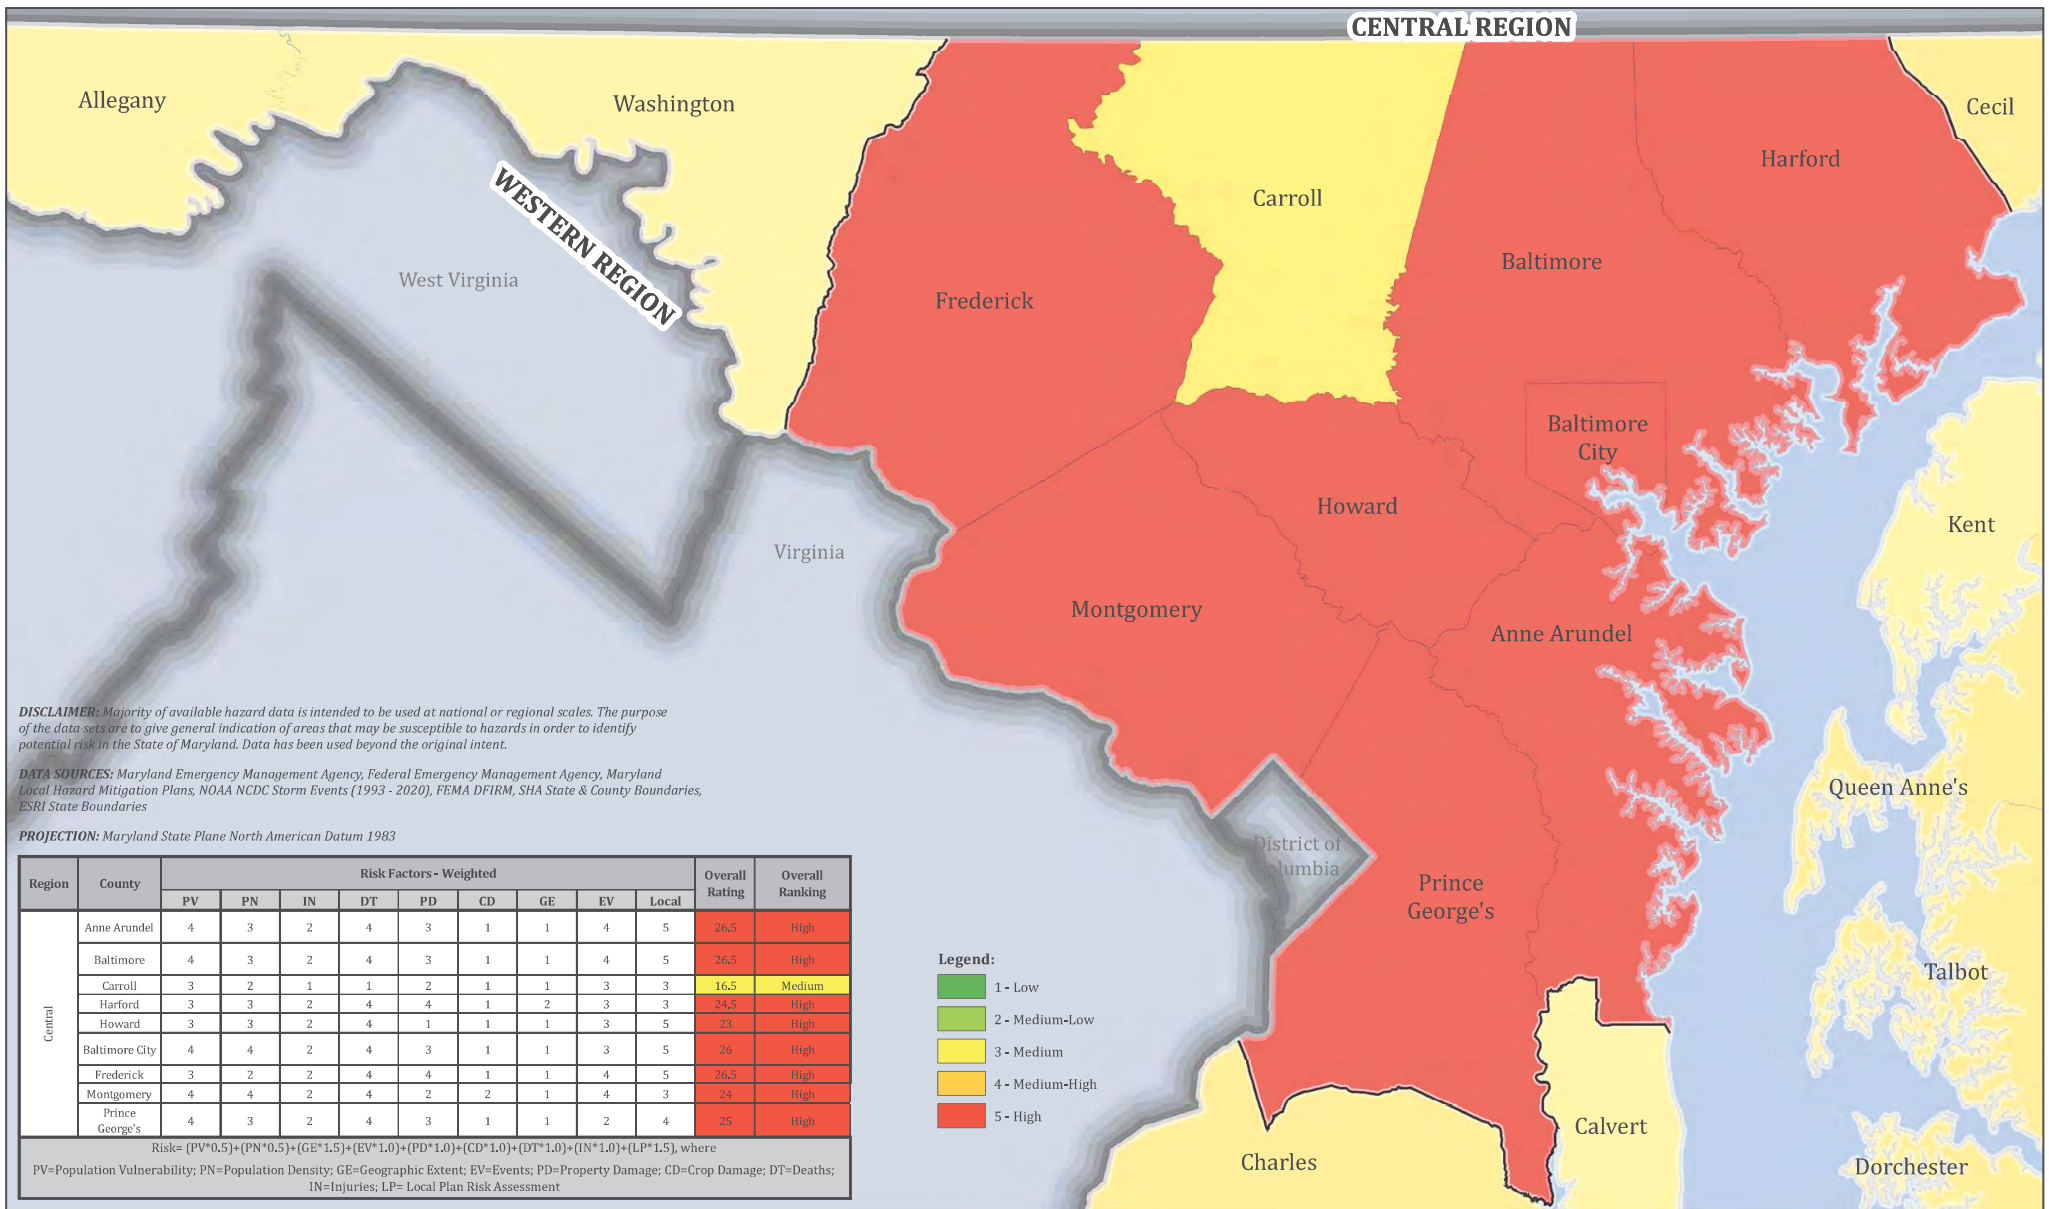 CENTRAL REGION
Allegany
Washington
Cecil
Harford
Carroll
WESTERN REGION
Baltimore
West Virginia
Frederick
Baltimore
City
Howard
Kent
Virginia
Montgomery
Anne Arundel
DISCLAIMER: Majority of available hazard data is intended to be used at national or regional scales. The purpose
of the data sets are to give general indication of areas that may be susceptible to hazards in order to identify
potential risk in the State of Maryland. Data has been used beyond the original intent.
DATA SOURCES: Maryland Emergency Management Agency, Federal Emergency Management Agency, Maryland
Local Hazard Mitigation Plans, NOAA NCDC Storm Events (1993 - 2020), FEMA DFIRM, SHA State & County Boundaries,
ESRI State Boundaries
PROJECTION: Maryland State Plane North American Datum 1983
Queen Anne's
District of
Columbia
Prince
George's
Talbot
Calvert
Charles
Dorchester
Region County Risk Factors - Weighted Overall Rating Overall Ranking
PV PN IN DT PD CD GE EV Local
Central
Anne Arundel 4 3 2 4 3 1 1 4 5 26.5 High
Baltimore 4 3 2 4 3 1 1 4 5 26.5 High
Carroll 3 2 1 1 2 1 1 3 3 16.5 Medium
Harford 3 3 2 4 4 1 2 3 3 24.5 High
Howard 3 3 2 4 1 1 1 3 5 23 High
Baltimore City 4 4 2 4 3 1 1 3 5 26 High
Frederick 3 2 2 4 4 1 1 4 5 26.5 High
Montgomery 4 4 2 4 2 2 1 4 3 24 High
Prince George's 4 3 2 4 3 1 1 2 4 25 High
Risk= (PV*0.5)+(PN*0.5)+(GE*1.5)+(EV*1.0)+(PD*1.0)+(CD*1.0)+(DT*1.0)+(IN*1.0)+(LP*1.5), where
PV=Population Vulnerability; PN=Population Density; GE=Geographic Extent; EV=Events; PD=Property Damage; CD=Crop Damage; DT=Deaths;
IN=Injuries; LP= Local Plan Risk Assessment
Legend:
1 - Low
2 - Medium-Low
3 - Medium
4 - Medium-High
5 - High